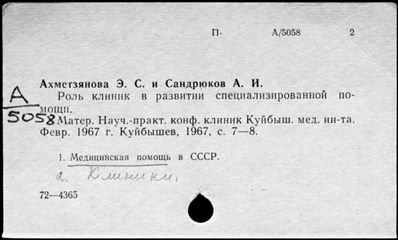 П- А/5058 2
Ахметзянова Э. С. и Сандрюков А. И.
Роль клиник в развитии специализированной по-
мощи.
А
5058
Матер. Науч.-практ. конф. клиник Куйбыш. мед. ин-та.
Февр. 1967 г. Куйбышев, 1967, с. 7—8.
1. Медицинская помощь в СССР.
2. Клиники.
72—4365